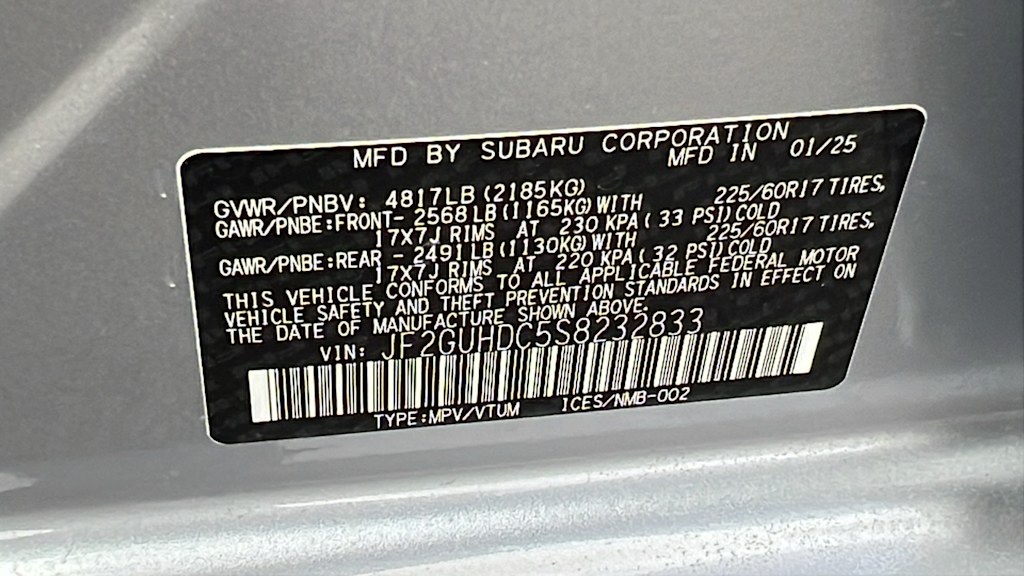 MFD BY SUBARU CORPORATION
MFD IN 01/25
GVWR/PNBV: 4817LB (2185KG)
GAWR/PNBE:FRONT- 2568 LB (1165KG) WITH 225/60R17 TIRES,
17X7J RIMS AT 230 KPA ( 33 PSI) COLD
GAWR/PNBE:REAR - 2491 LB (1130KG) WITH 225/60R17 TIRES,
17X7J RIMS AT 220 KPA ( 32 PSI) COLD
THIS VEHICLE CONFORMS TO ALL APPLICABLE FEDERAL MOTOR
VEHICLE SAFETY AND THEFT PREVENTION STANDARDS IN EFFECT ON
THE DATE OF MANUFACTURE SHOWN ABOVE.
VIN: JF2GUHDC5S8232833
TYPE:MPV/VTUM ICES/NMB-002